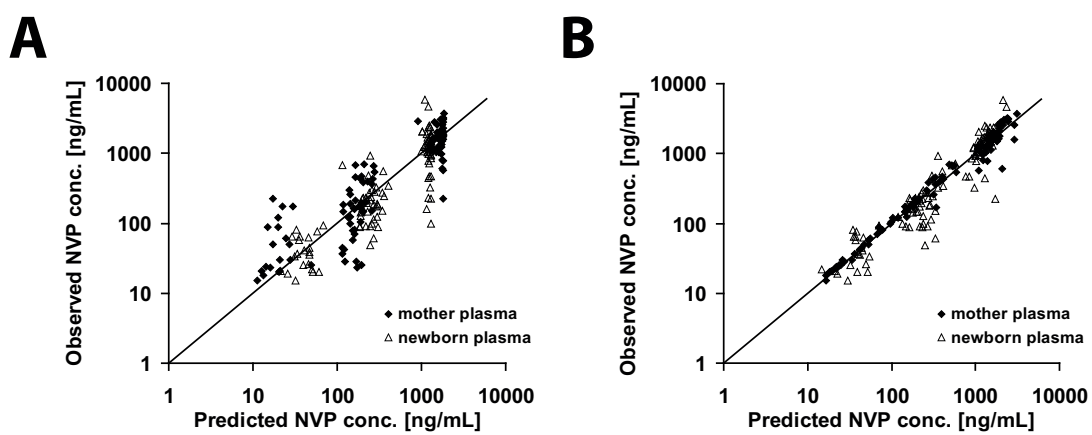 A
Observed NVP conc. [ng/mL]
10000
1000
100
10
1
1
10
100
1000
10000
Predicted NVP conc. [ng/mL]
mother plasma
newborn plasma
B
Observed NVP conc. [ng/mL]
10000
1000
100
10
1
1
10
100
1000
10000
Predicted NVP conc. [ng/mL]
mother plasma
newborn plasma